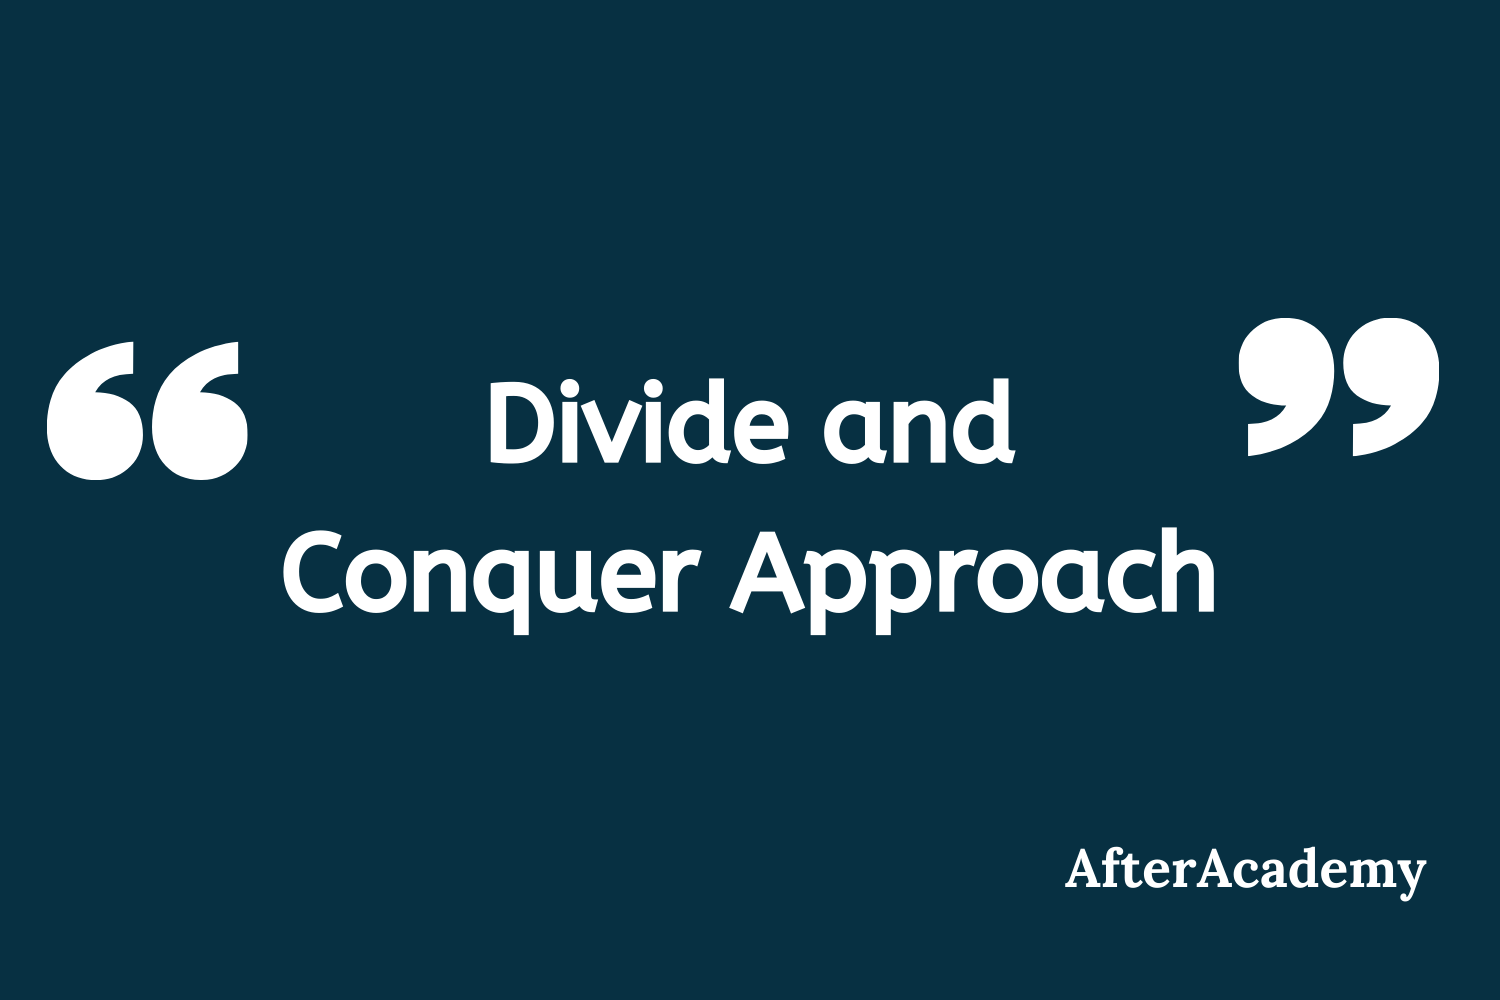 “ Divide and ”
Conquer Approach
AfterAcademy